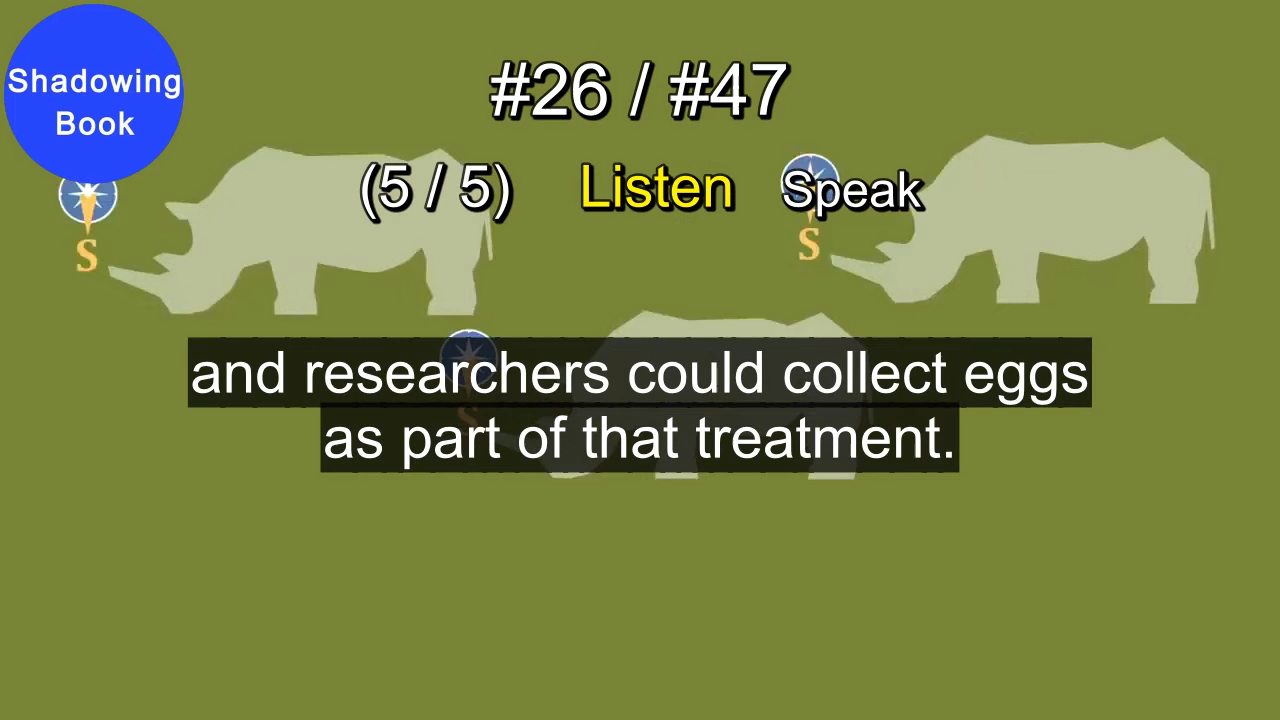 Shadowing
Book
#26 / #47
(5 / 5) Listen Speak
S
S
and researchers could collect eggs
as part of that treatment.